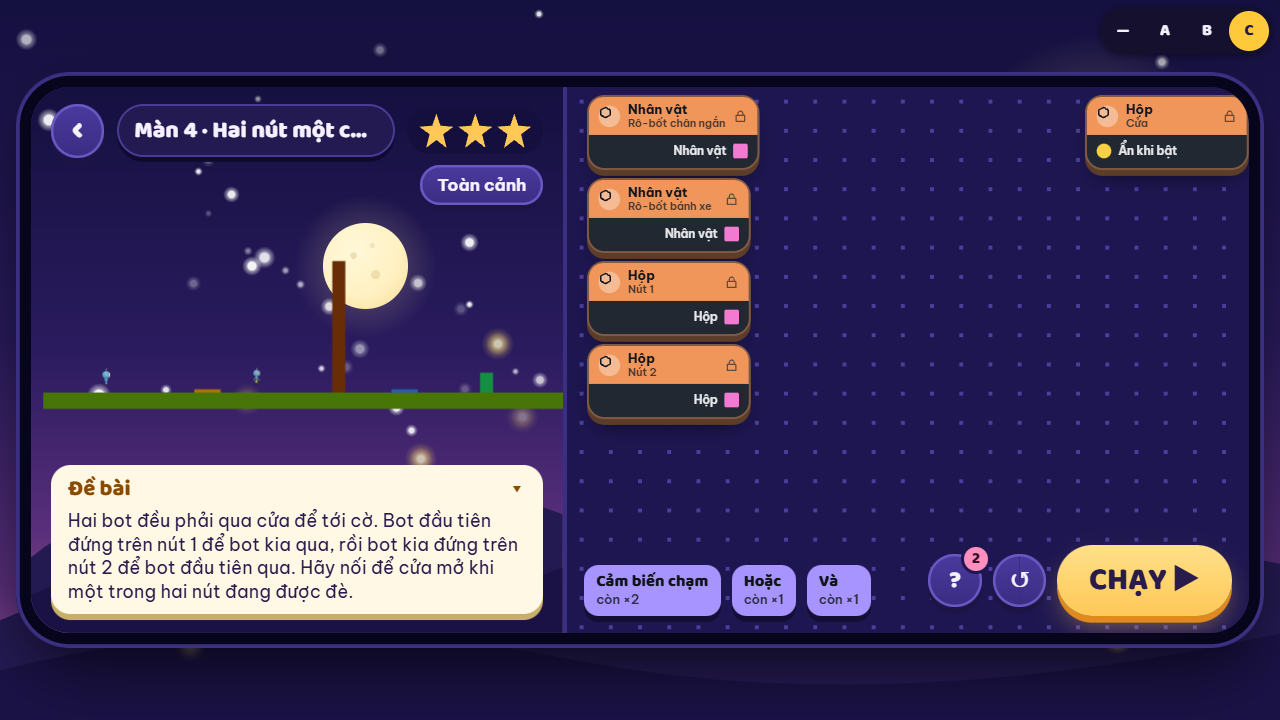 – A B C
Màn 4 • Hai nút một c...
Toàn cảnh
Đề bài
Hai bot đều phải qua cửa để tới cờ. Bot đầu tiên
đứng trên nút 1 để bot kia qua, rồi bot kia đứng trên
nút 2 để bot đầu tiên qua. Hãy nối để cửa mở khi
một trong hai nút đang được đè.
Nhân vật
Rô-bốt chân ngắn
Nhân vật
Nhân vật
Rô-bốt bánh xe
Nhân vật
Hộp
Nút 1
Hộp
Hộp
Nút 2
Hộp
Hộp
Cửa
Ẩn khi bật
Cảm biến chạm
còn ×2
Hoặc
còn ×1
Và
còn ×1
?
2
CHẠY